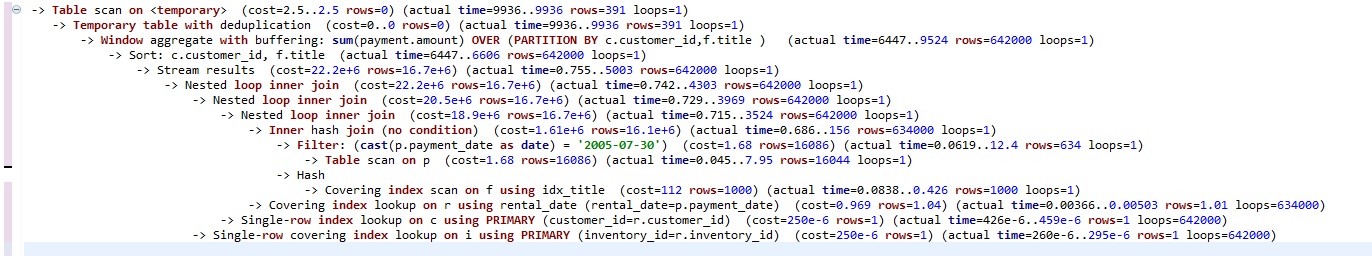 -> Table scan on <temporary>  (cost=2.5..2.5 rows=0) (actual time=9936..9936 rows=391 loops=1)
-> Temporary table with deduplication  (cost=0..0 rows=0) (actual time=9936..9936 rows=391 loops=1)
-> Window aggregate with buffering: sum(payment.amount) OVER (PARTITION BY c.customer_id,f.title )   (actual time=6447..9524 rows=642000 loops=1)
-> Sort: c.customer_id, f.title  (actual time=6447..6606 rows=642000 loops=1)
-> Stream results  (cost=22.2e+6 rows=16.7e+6) (actual time=0.755..5003 rows=642000 loops=1)
-> Nested loop inner join  (cost=22.2e+6 rows=16.7e+6) (actual time=0.742..4303 rows=642000 loops=1)
-> Nested loop inner join  (cost=20.5e+6 rows=16.7e+6) (actual time=0.729..3969 rows=642000 loops=1)
-> Nested loop inner join  (cost=18.9e+6 rows=16.7e+6) (actual time=0.715..3524 rows=642000 loops=1)
-> Inner hash join (no condition)  (cost=1.61e+6 rows=16.1e+6) (actual time=0.686..156 rows=634000 loops=1)
-> Filter: (cast(p.payment_date as date) = '2005-07-30')  (cost=1.68 rows=16086) (actual time=0.0619..12.4 rows=634 loops=1)
-> Table scan on p  (cost=1.68 rows=16086) (actual time=0.045..7.95 rows=16044 loops=1)
-> Hash
-> Covering index scan on f using idx_title  (cost=112 rows=1000) (actual time=0.0838..0.426 rows=1000 loops=1)
-> Covering index lookup on r using rental_date (rental_date=p.payment_date)  (cost=0.969 rows=1.04) (actual time=0.00366..0.00503 rows=1.01 loops=634000)
-> Single-row index lookup on c using PRIMARY (customer_id=r.customer_id)  (cost=250e-6 rows=1) (actual time=426e-6..459e-6 rows=1 loops=642000)
-> Single-row covering index lookup on i using PRIMARY (inventory_id=r.inventory_id)  (cost=250e-6 rows=1) (actual time=260e-6..295e-6 rows=1 loops=642000)